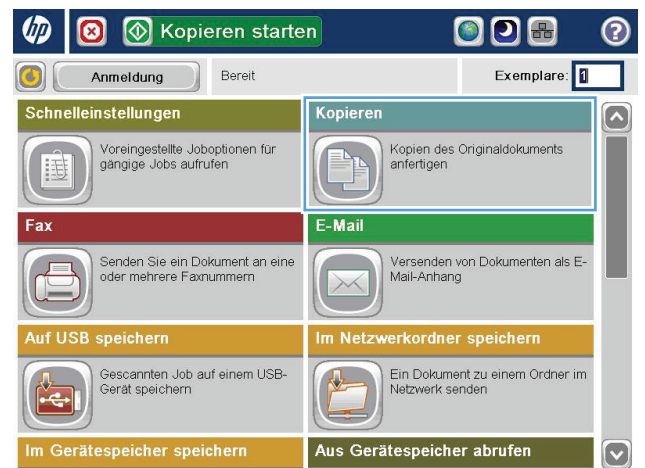 hp
Kopieren starten
?
Anmeldung
Bereit
Exemplare: 1
Schnelleinstellungen
Voreingestellte Joboptionen für
gängige Jobs aufrufen
Kopieren
Kopien des Originaldokuments
anfertigen
Fax
Senden Sie ein Dokument an eine
oder mehrere Faxnummern
E-Mail
Versenden von Dokumenten als E-
Mail-Anhang
Auf USB speichern
Gescannten Job auf einem USB-
Gerät speichern
Im Netzwerkordner speichern
Ein Dokument zu einem Ordner im
Netzwerk senden
Im Gerätespeicher speichern
Aus Gerätespeicher abrufen